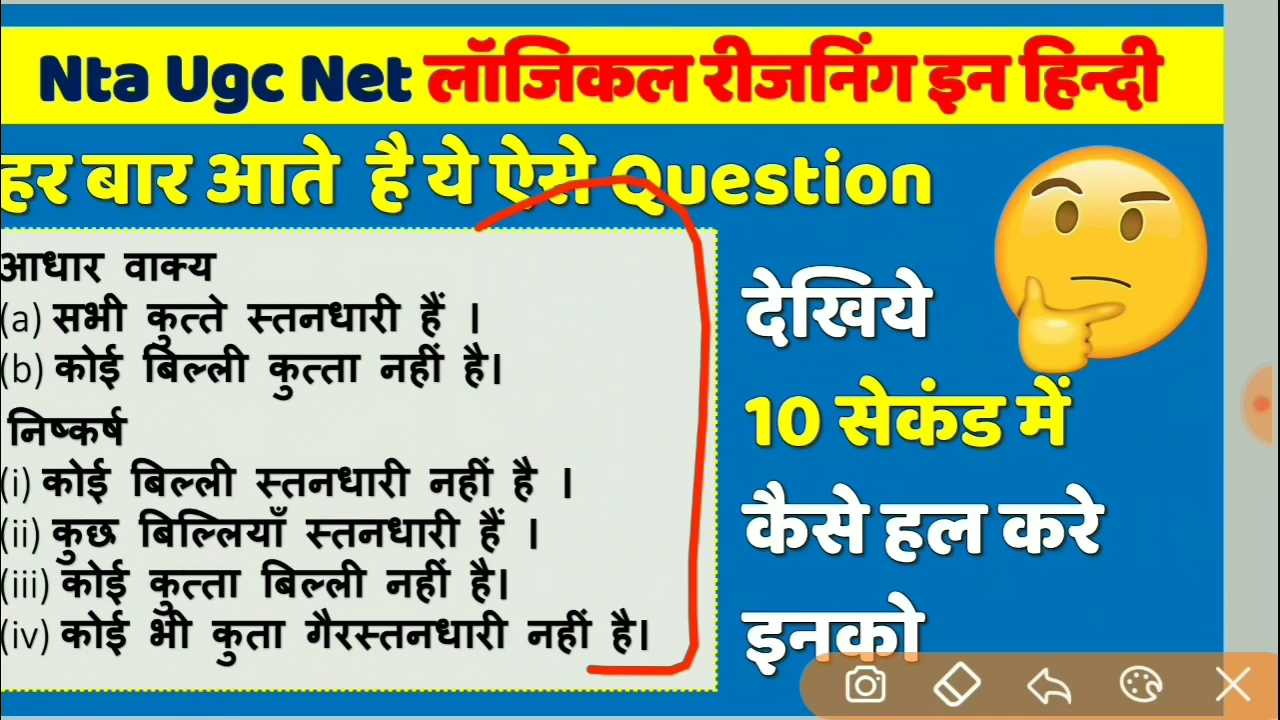 Nta Ugc Net लॉजिकल रीजनिंग इन हिन्दी
हर बार आते है ये ऐसे Question
आधार वाक्य
(a) सभी कुत्ते स्तनधारी हैं ।
(b) कोई बिल्ली कुत्ता नहीं है।
निष्कर्ष
(i) कोई बिल्ली स्तनधारी नहीं है ।
(ii) कुछ बिल्लियाँ स्तनधारी हैं ।
(iii) कोई कुत्ता बिल्ली नहीं है।
(iv) कोई भी कुता गैरस्तनधारी नहीं है।
देखिये
10 सेकंड में
कैसे हल करे
इनको